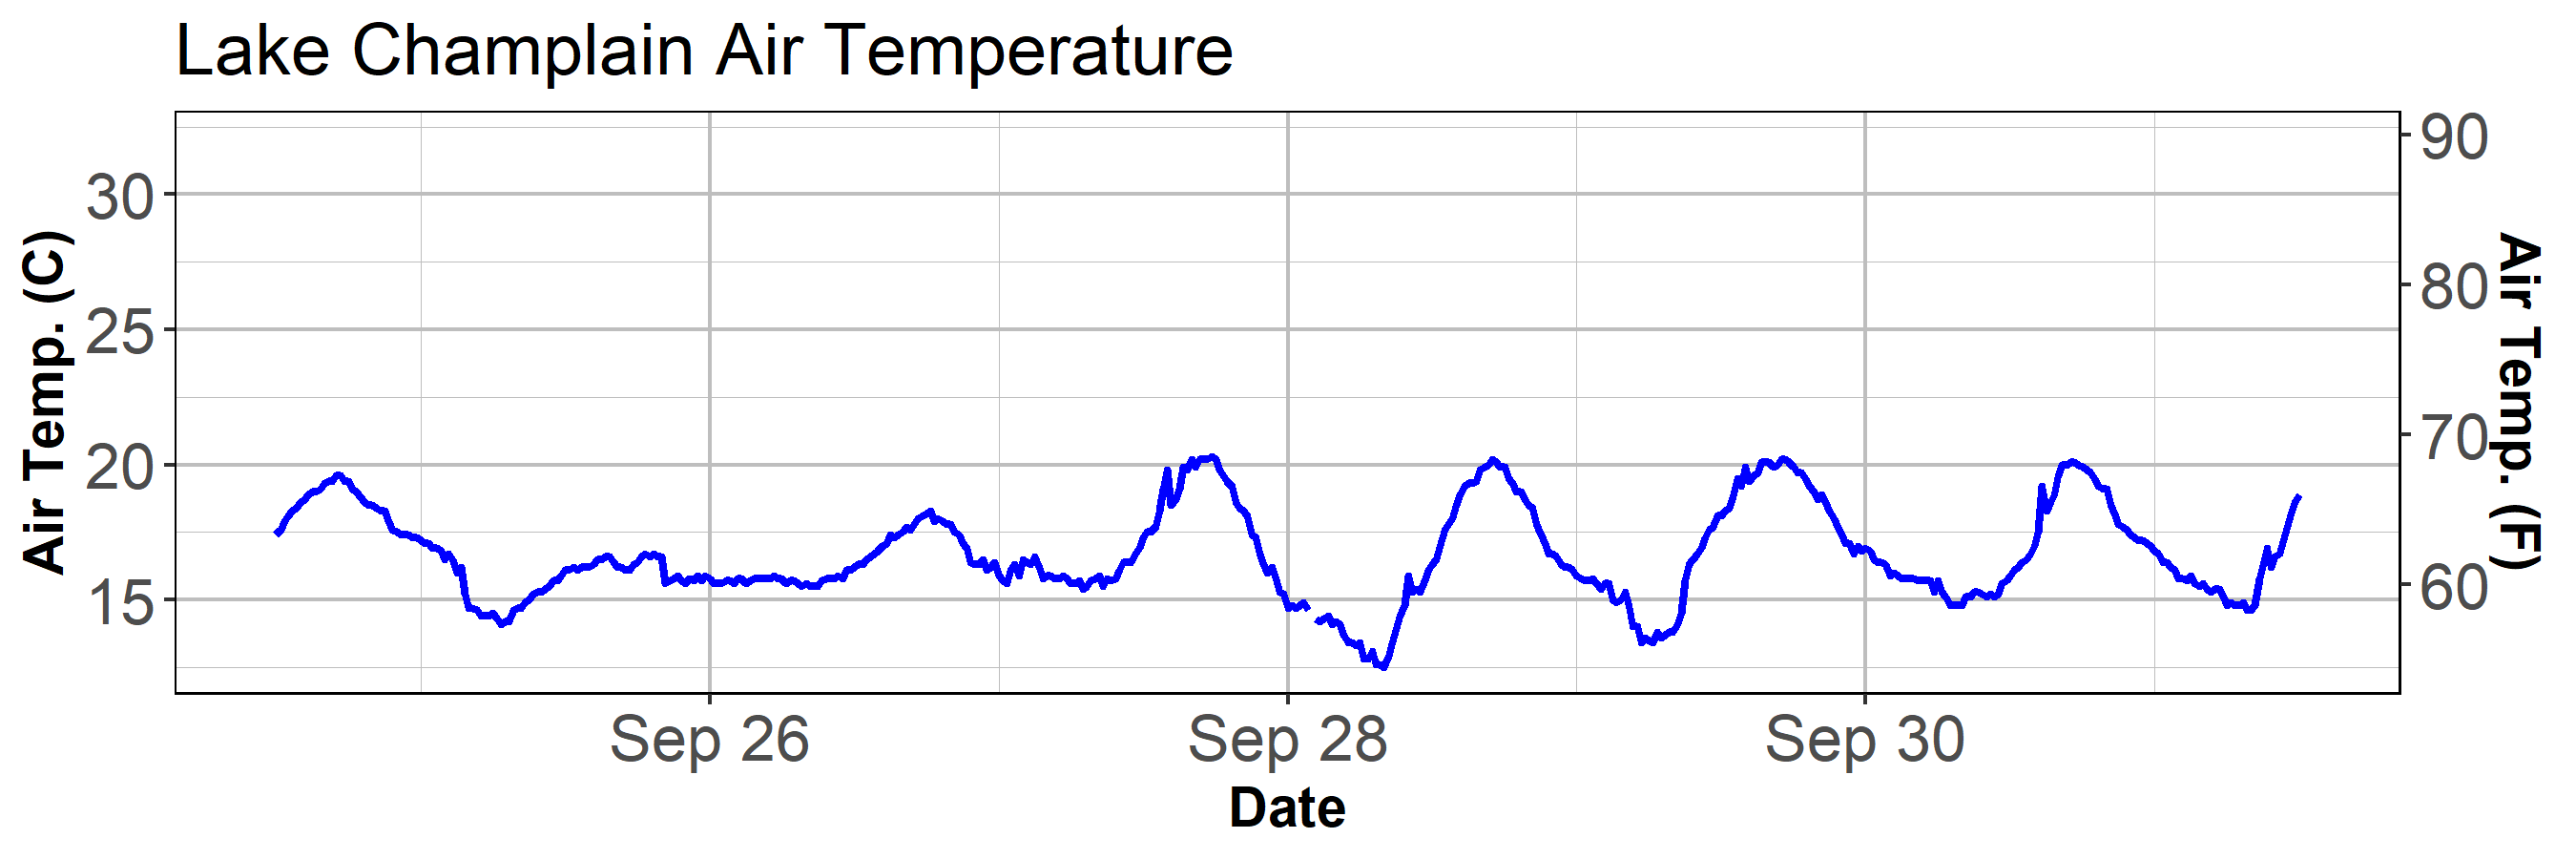 Lake Champlain Air Temperature
Air Temp. (C)
30
25
20
15
90
80
70
60
Air Temp. (F)
Sep 26
Sep 28
Sep 30
Date